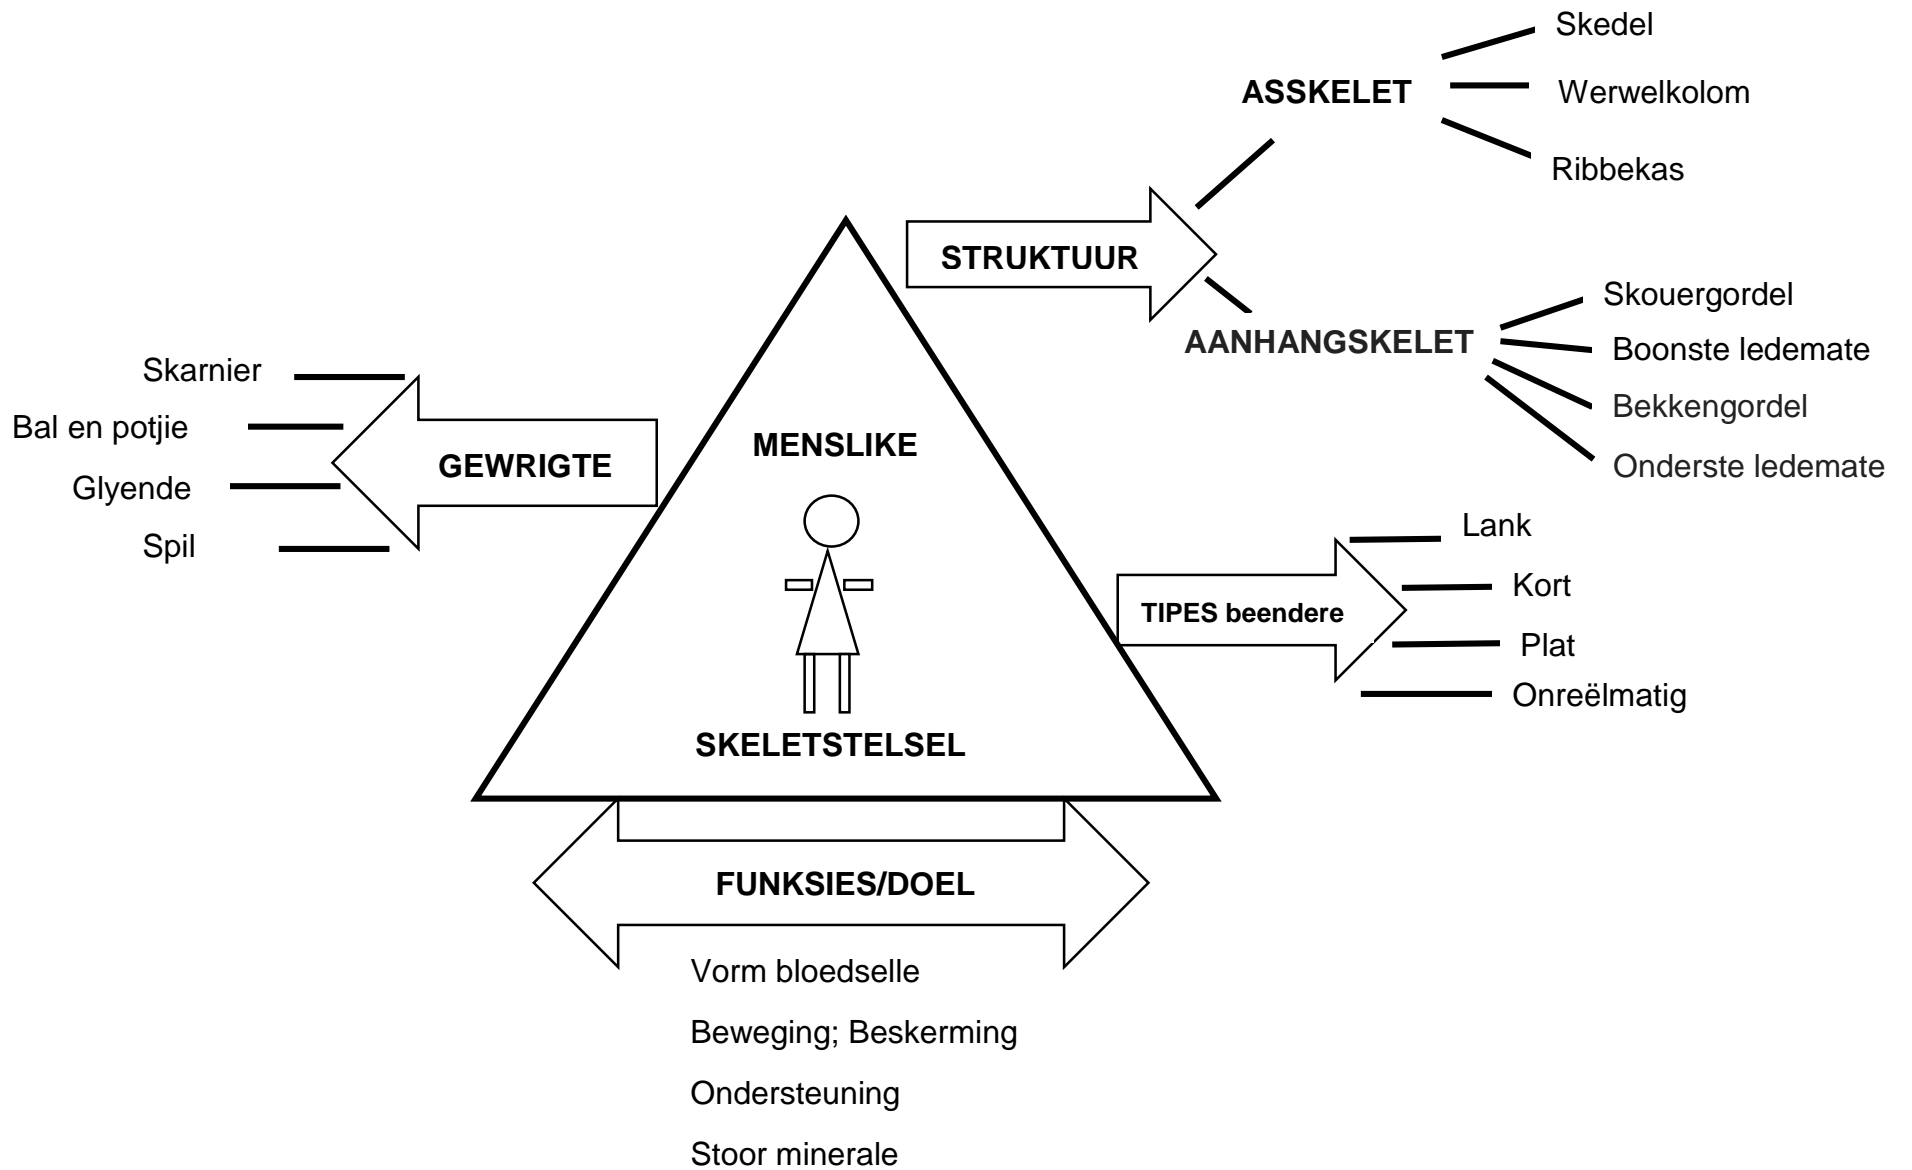 Skedel
ASSKELET
Werwelkolom
Ribbekas
STRUKTUUR
Skouergordel
AANHANGSKELET
Boonste ledemate
Bekkengordel
Onderste ledemate
Skarnier
Bal en potjie
GEWRIGTE
Glyende
Spil
MENSLIKE
SKELETSTELSEL
Lank
Kort
TIPES beendere
Plat
Onreëlmatig
FUNKSIES/DOEL
Vorm bloedselle
Beweging; Beskerming
Ondersteuning
Stoor minerale